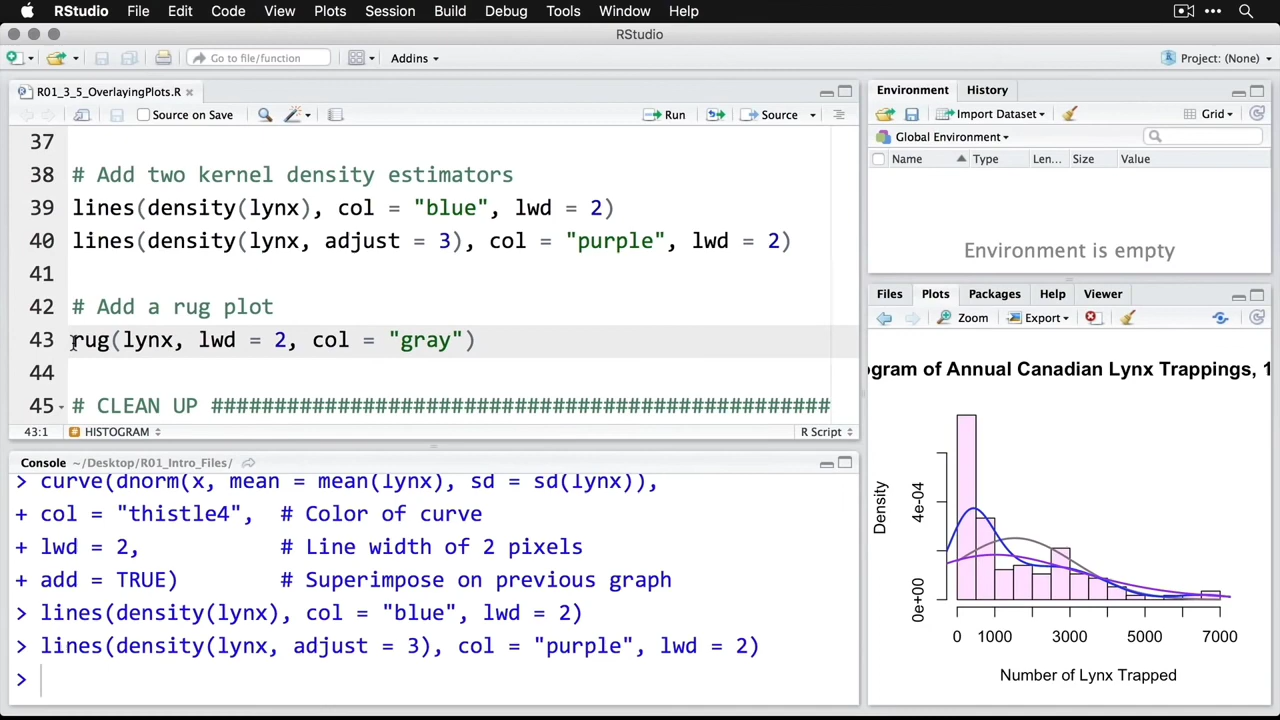 RStudio File Edit Code View Plots Session Build Debug Tools Window Help
RStudio
Go to file/function Addins Project: (None)
R01_3_5_OverlayingPlots.R
Source on Save Run Source
37
38 # Add two kernel density estimators
39 lines(density(lynx), col = "blue", lwd = 2)
40 lines(density(lynx, adjust = 3), col = "purple", lwd = 2)
41
42 # Add a rug plot
43 rug(lynx, lwd = 2, col = "gray")
44
45 # CLEAN UP #################################################
43:1 HISTOGRAM R Script
Console ~/Desktop/R01_Intro_Files/
> curve(dnorm(x, mean = mean(lynx), sd = sd(lynx)),
+ col = "thistle4", # Color of curve
+ lwd = 2, # Line width of 2 pixels
+ add = TRUE) # Superimpose on previous graph
> lines(density(lynx), col = "blue", lwd = 2)
> lines(density(lynx, adjust = 3), col = "purple", lwd = 2)
>
Environment History
Import Dataset Grid
Global Environment
Name Type Len... Size Value
Environment is empty
Files Plots Packages Help Viewer
Zoom Export
ogram of Annual Canadian Lynx Trappings, 1
Density
4e-04
0e+00
0 1000 3000 5000 7000
Number of Lynx Trapped